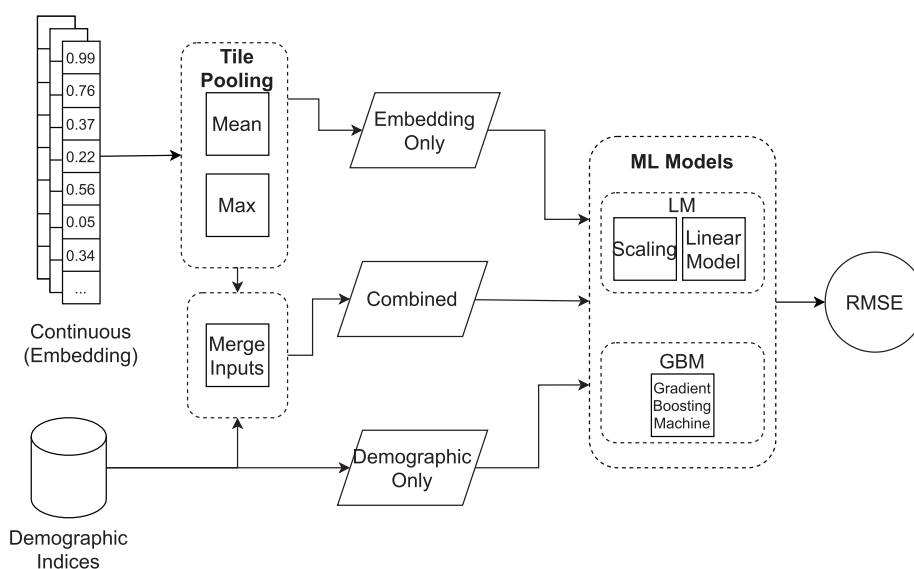 0.99
0.76
0.37
0.22
0.56
0.05
0.34
...
Continuous
(Embedding)
Tile
Pooling
Mean
Max
Merge
Inputs
Demographic
Indices
Embedding
Only
Combined
Demographic
Only
ML Models
LM
Scaling
Linear
Model
GBM
Gradient
Boosting
Machine
RMSE